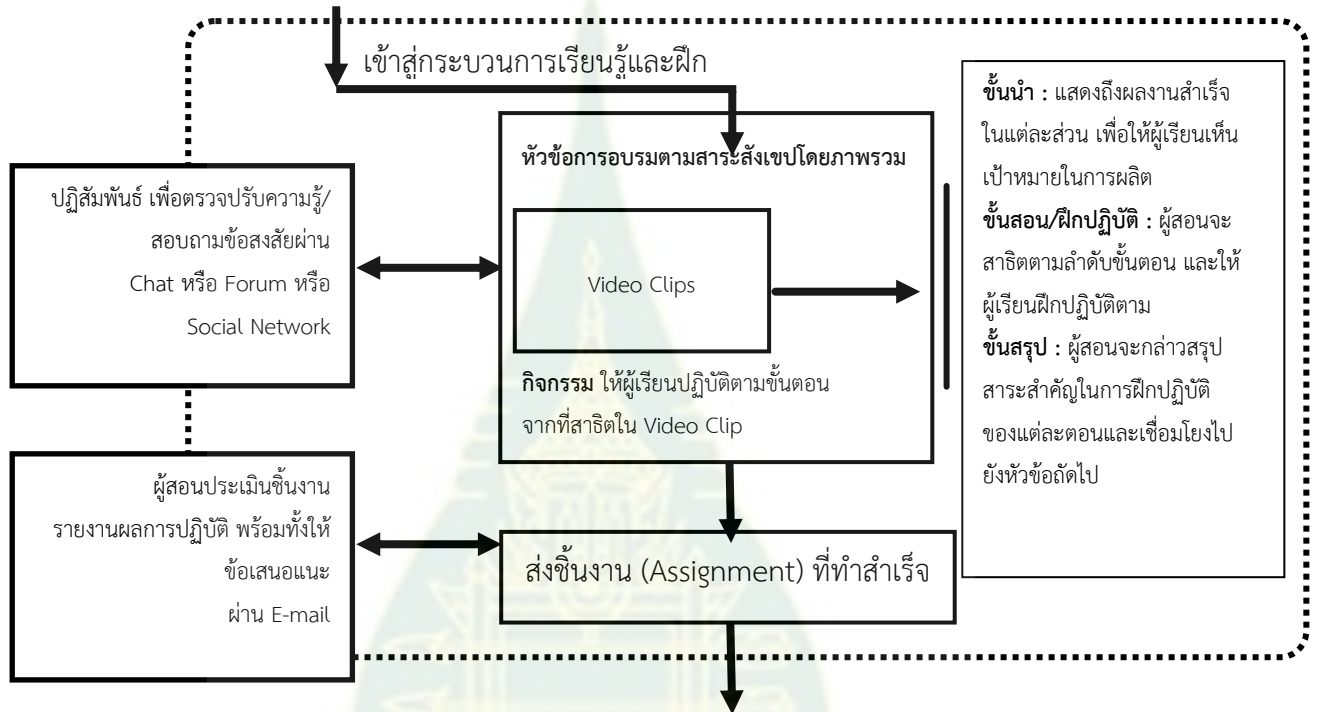 เข้าสู่กระบวนการเรียนรู้และฝึก
ปฏิสัมพันธ์ เพื่อตรวจปรับความรู้/
สอบถามข้อสงสัยผ่าน
Chat หรือ Forum หรือ
Social Network
หัวข้อการอบรมตามสาระสังเขปโดยภาพรวม
Video Clips
กิจกรรม ให้ผู้เรียนปฏิบัติตามขั้นตอน
จากที่สาธิตใน Video Clip
ขั้นนำ : แสดงถึงผลงานสำเร็จ
ในแต่ละส่วน เพื่อให้ผู้เรียนเห็น
เป้าหมายในการผลิต
ขั้นสอน/ฝึกปฏิบัติ : ผู้สอนจะ
สาธิตตามลำดับขั้นตอน และให้
ผู้เรียนฝึกปฏิบัติตาม
ขั้นสรุป : ผู้สอนจะกล่าวสรุป
สาระสำคัญในการฝึกปฏิบัติ
ของแต่ละตอนและเชื่อมโยงไป
ยังหัวข้อถัดไป
ผู้สอนประเมินชิ้นงาน
รายงานผลการปฏิบัติ พร้อมทั้งให้
ข้อเสนอแนะ
ผ่าน E-mail
ส่งชิ้นงาน (Assignment) ที่ทำสำเร็จ